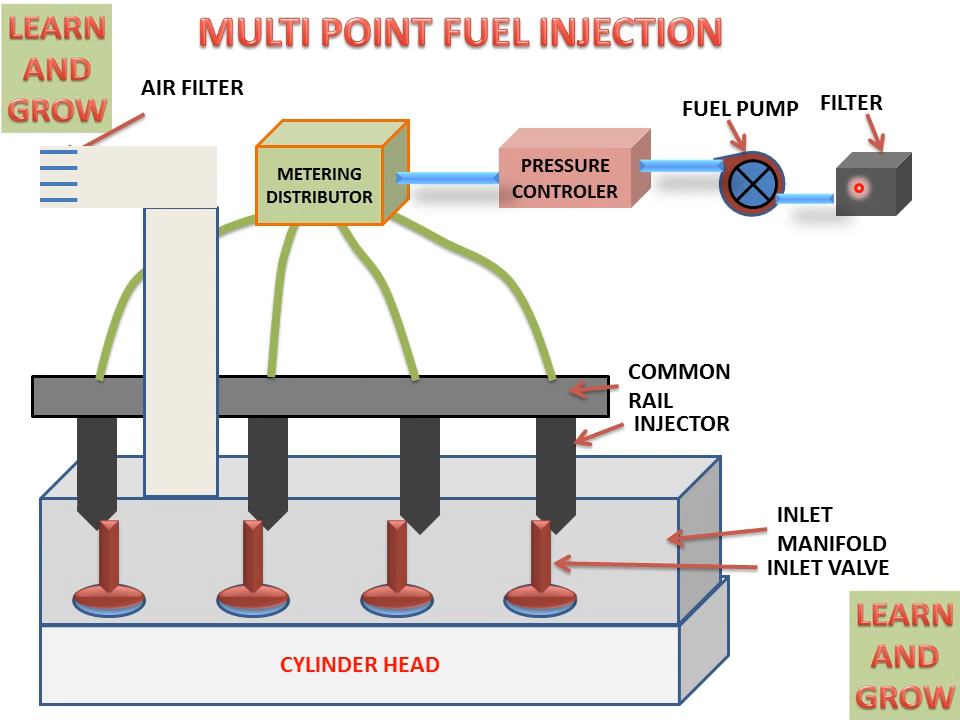 LEARN
AND
GROW
MULTI POINT FUEL INJECTION
AIR FILTER
FUEL PUMP
FILTER
METERING
DISTRIBUTOR
PRESSURE
CONTROLER
COMMON
RAIL
INJECTOR
INLET
MANIFOLD
INLET VALVE
CYLINDER HEAD
LEARN
AND
GROW